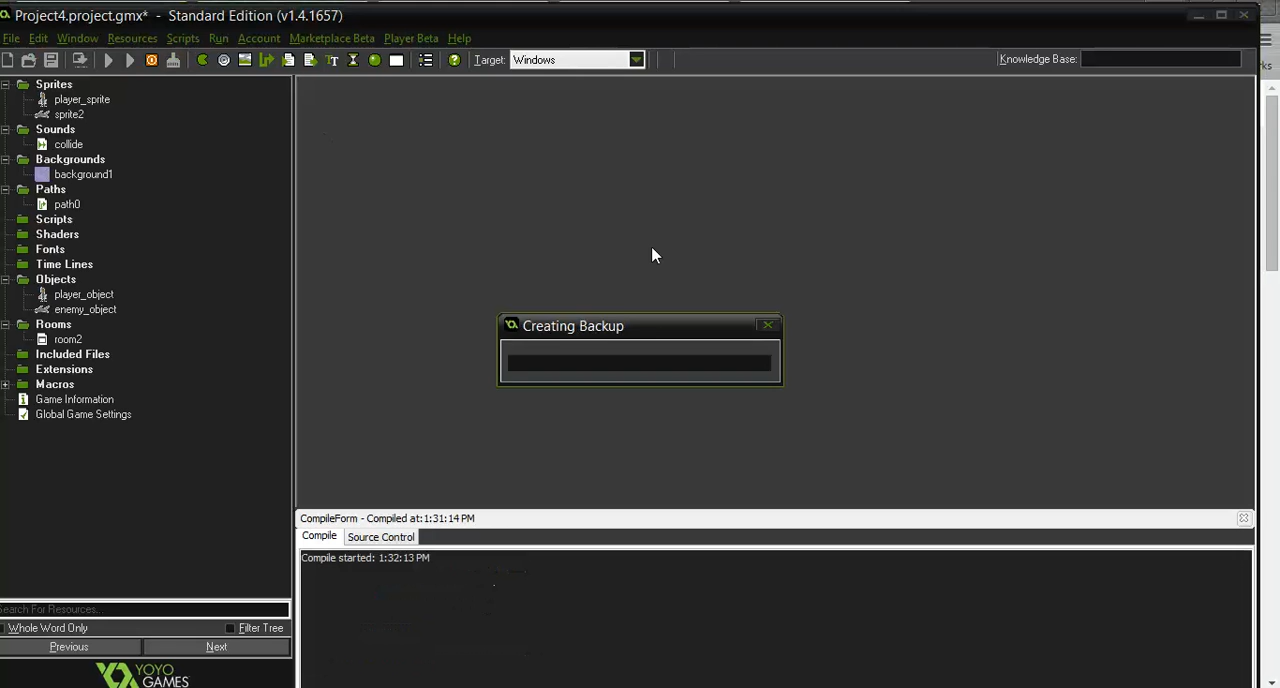 Project4.project.gmx* - Standard Edition (v1.4.1657)
File Edit Window Resources Scripts Run Account Marketplace Beta Player Beta Help
Target: Windows Knowledge Base:
Sprites
player_sprite
sprite2
Sounds
collide
Backgrounds
background1
Paths
path0
Scripts
Shaders
Fonts
Time Lines
Objects
player_object
enemy_object
Rooms
room2
Included Files
Extensions
Macros
Game Information
Global Game Settings
Creating Backup
CompileForm - Compiled at:1:31:14 PM
Compile Source Control
Compile started: 1:32:13 PM
Search For Resources...
Whole Word Only Filter Tree
Previous Next
YOYO
GAMES